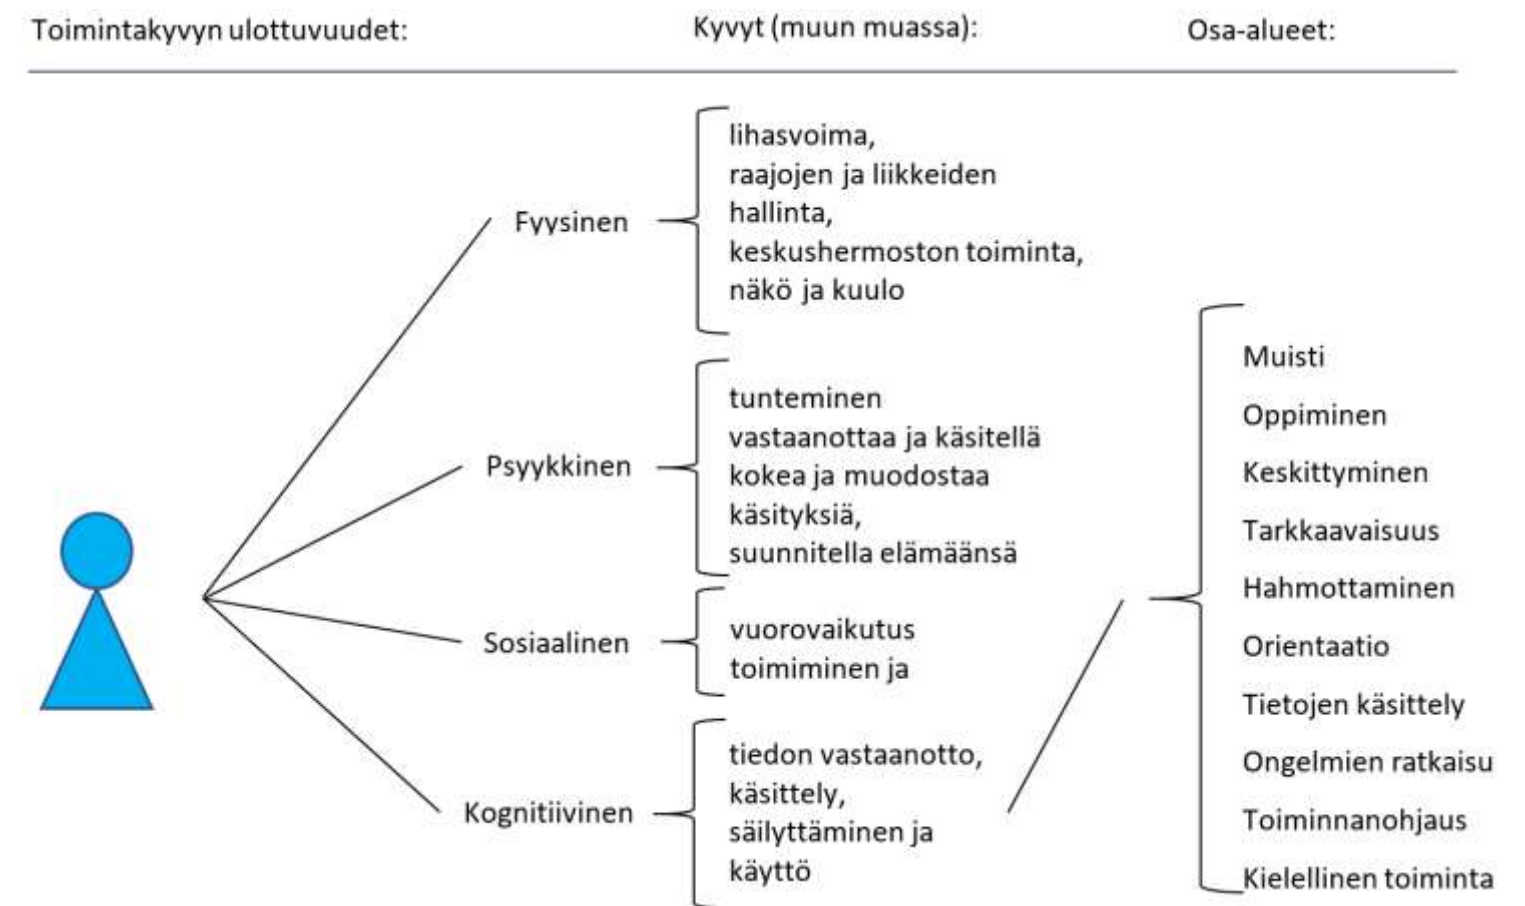 Toimintakyvyn ulottuvuudet:
Kyvyt (muun muassa):
Osa-alueet:
Fyysinen
lihasvoima,
raajojen ja liikkeiden
hallinta,
keskushermoston toiminta,
näkö ja kuulo
Psyykkinen
tunteminen
vastaanottaa ja käsitellä
kokea ja muodostaa
käsityksiä,
suunnitella elämäänsä
Sosiaalinen
vuorovaikutus
toimiminen ja
Kognitiivinen
tiedon vastaanotto,
käsittely,
säilyttäminen ja
käyttö
Muisti
Oppiminen
Keskittyminen
Tarkkaavaisuus
Hahmottaminen
Orientaatio
Tietojen käsittely
Ongelmien ratkaisu
Toiminnanohjaus
Kielellinen toiminta